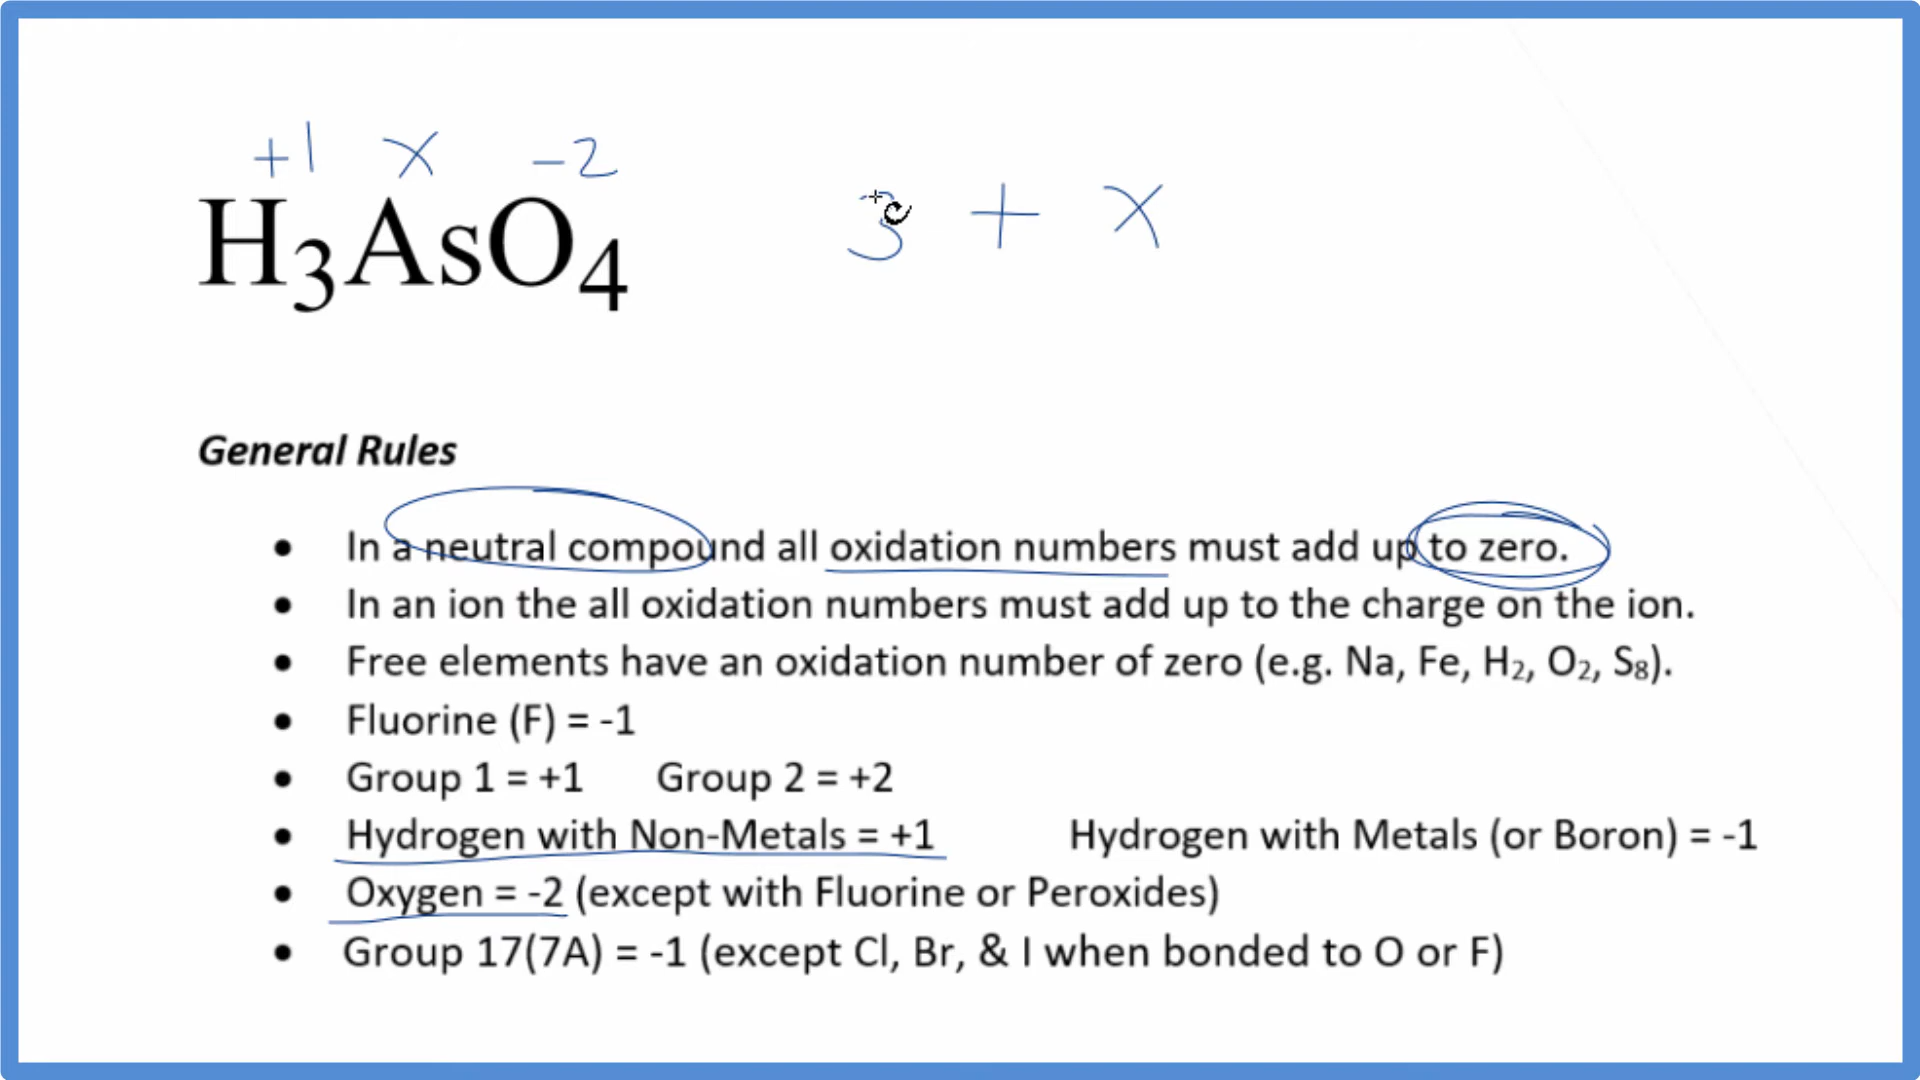 +1 x -2
H₃AsO₄ 3 + x
General Rules
• In a neutral compound all oxidation numbers must add up to zero.
• In an ion the all oxidation numbers must add up to the charge on the ion.
• Free elements have an oxidation number of zero (e.g. Na, Fe, H₂, O₂, S₈).
• Fluorine (F) = -1
• Group 1 = +1 Group 2 = +2
• Hydrogen with Non-Metals = +1 Hydrogen with Metals (or Boron) = -1
• Oxygen = -2 (except with Fluorine or Peroxides)
• Group 17(7A) = -1 (except Cl, Br, & I when bonded to O or F)